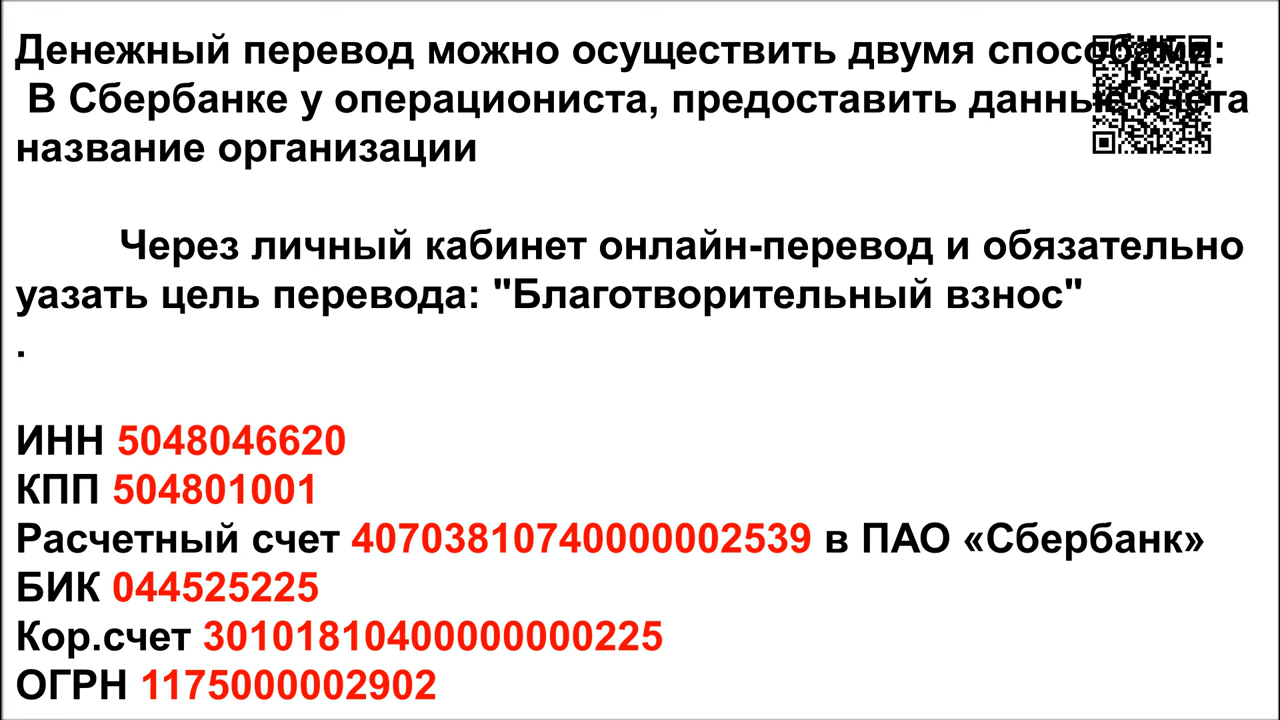 Денежный перевод можно осуществить двумя способами:
В Сбербанке у операциониста, предоставить данные счета
название организации
Через личный кабинет онлайн-перевод и обязательно
уазать цель перевода: "Благотворительный взнос"
.
ИНН 5048046620
КПП 504801001
Расчетный счет 40703810740000002539 в ПАО «Сбербанк»
БИК 044525225
Кор.счет 30101810400000000225
ОГРН 1175000002902